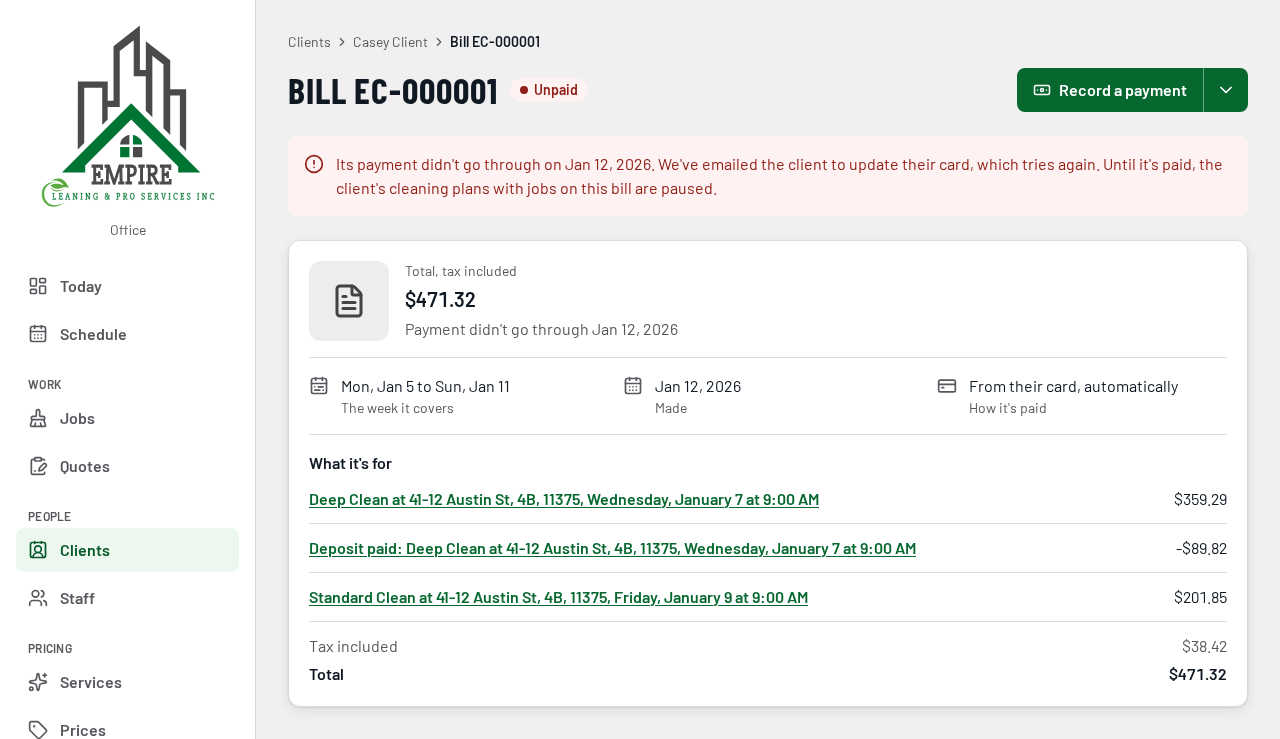 EMPIRE
LEANING & PRO SERVICES INC
Office
Today
Schedule
WORK
Jobs
Quotes
PEOPLE
Clients
Staff
PRICING
Services
Prices
Clients > Casey Client > Bill EC-000001
BILL EC-000001
Unpaid
Record a payment
Its payment didn't go through on Jan 12, 2026. We've emailed the client to update their card, which tries again. Until it's paid, the
client's cleaning plans with jobs on this bill are paused.
Total, tax included
$471.32
Payment didn't go through Jan 12, 2026
Mon, Jan 5 to Sun, Jan 11
The week it covers
Jan 12, 2026
Made
From their card, automatically
How it's paid
What it's for
Deep Clean at 41-12 Austin St, 4B, 11375, Wednesday, January 7 at 9:00 AM $359.29
Deposit paid: Deep Clean at 41-12 Austin St, 4B, 11375, Wednesday, January 7 at 9:00 AM -$89.82
Standard Clean at 41-12 Austin St, 4B, 11375, Friday, January 9 at 9:00 AM $201.85
Tax included $38.42
Total $471.32